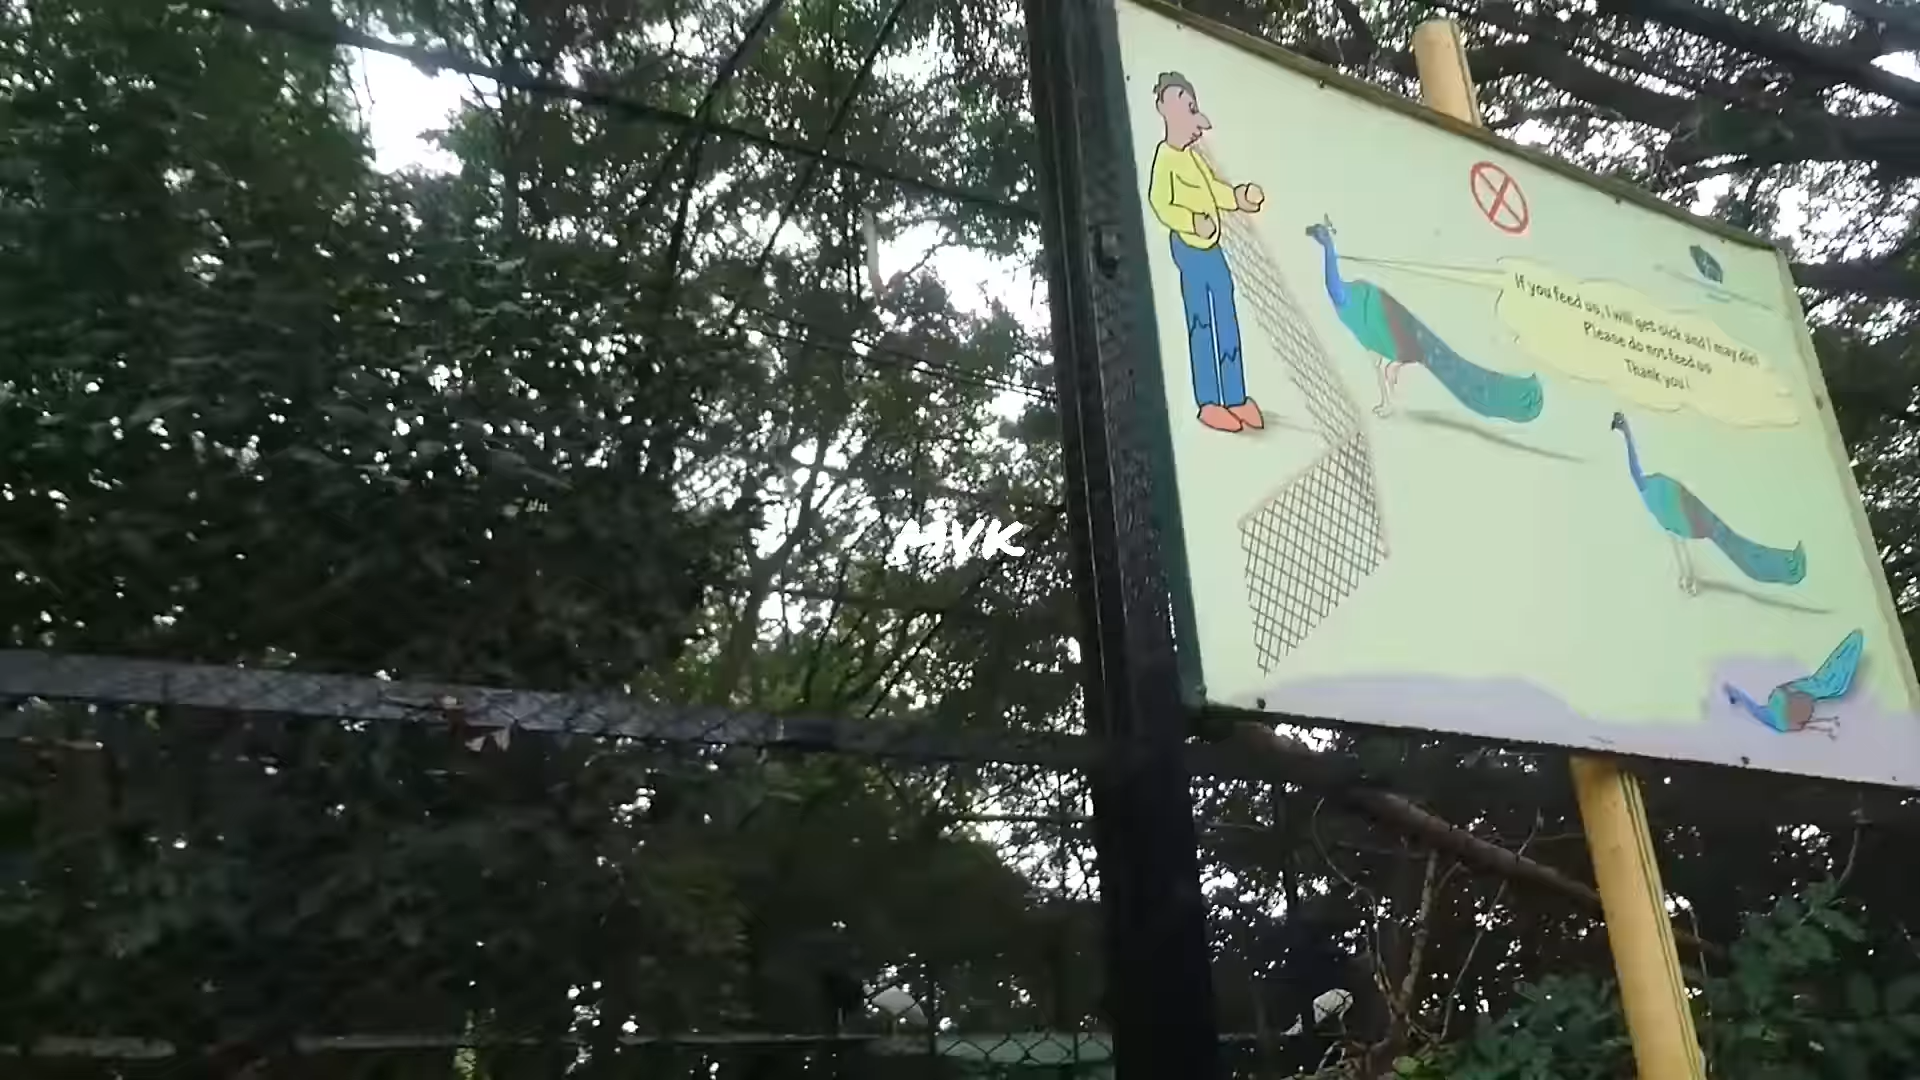 If you feed us, I will get sick and I may die!
Please do not feed us
Thank you!
MVK